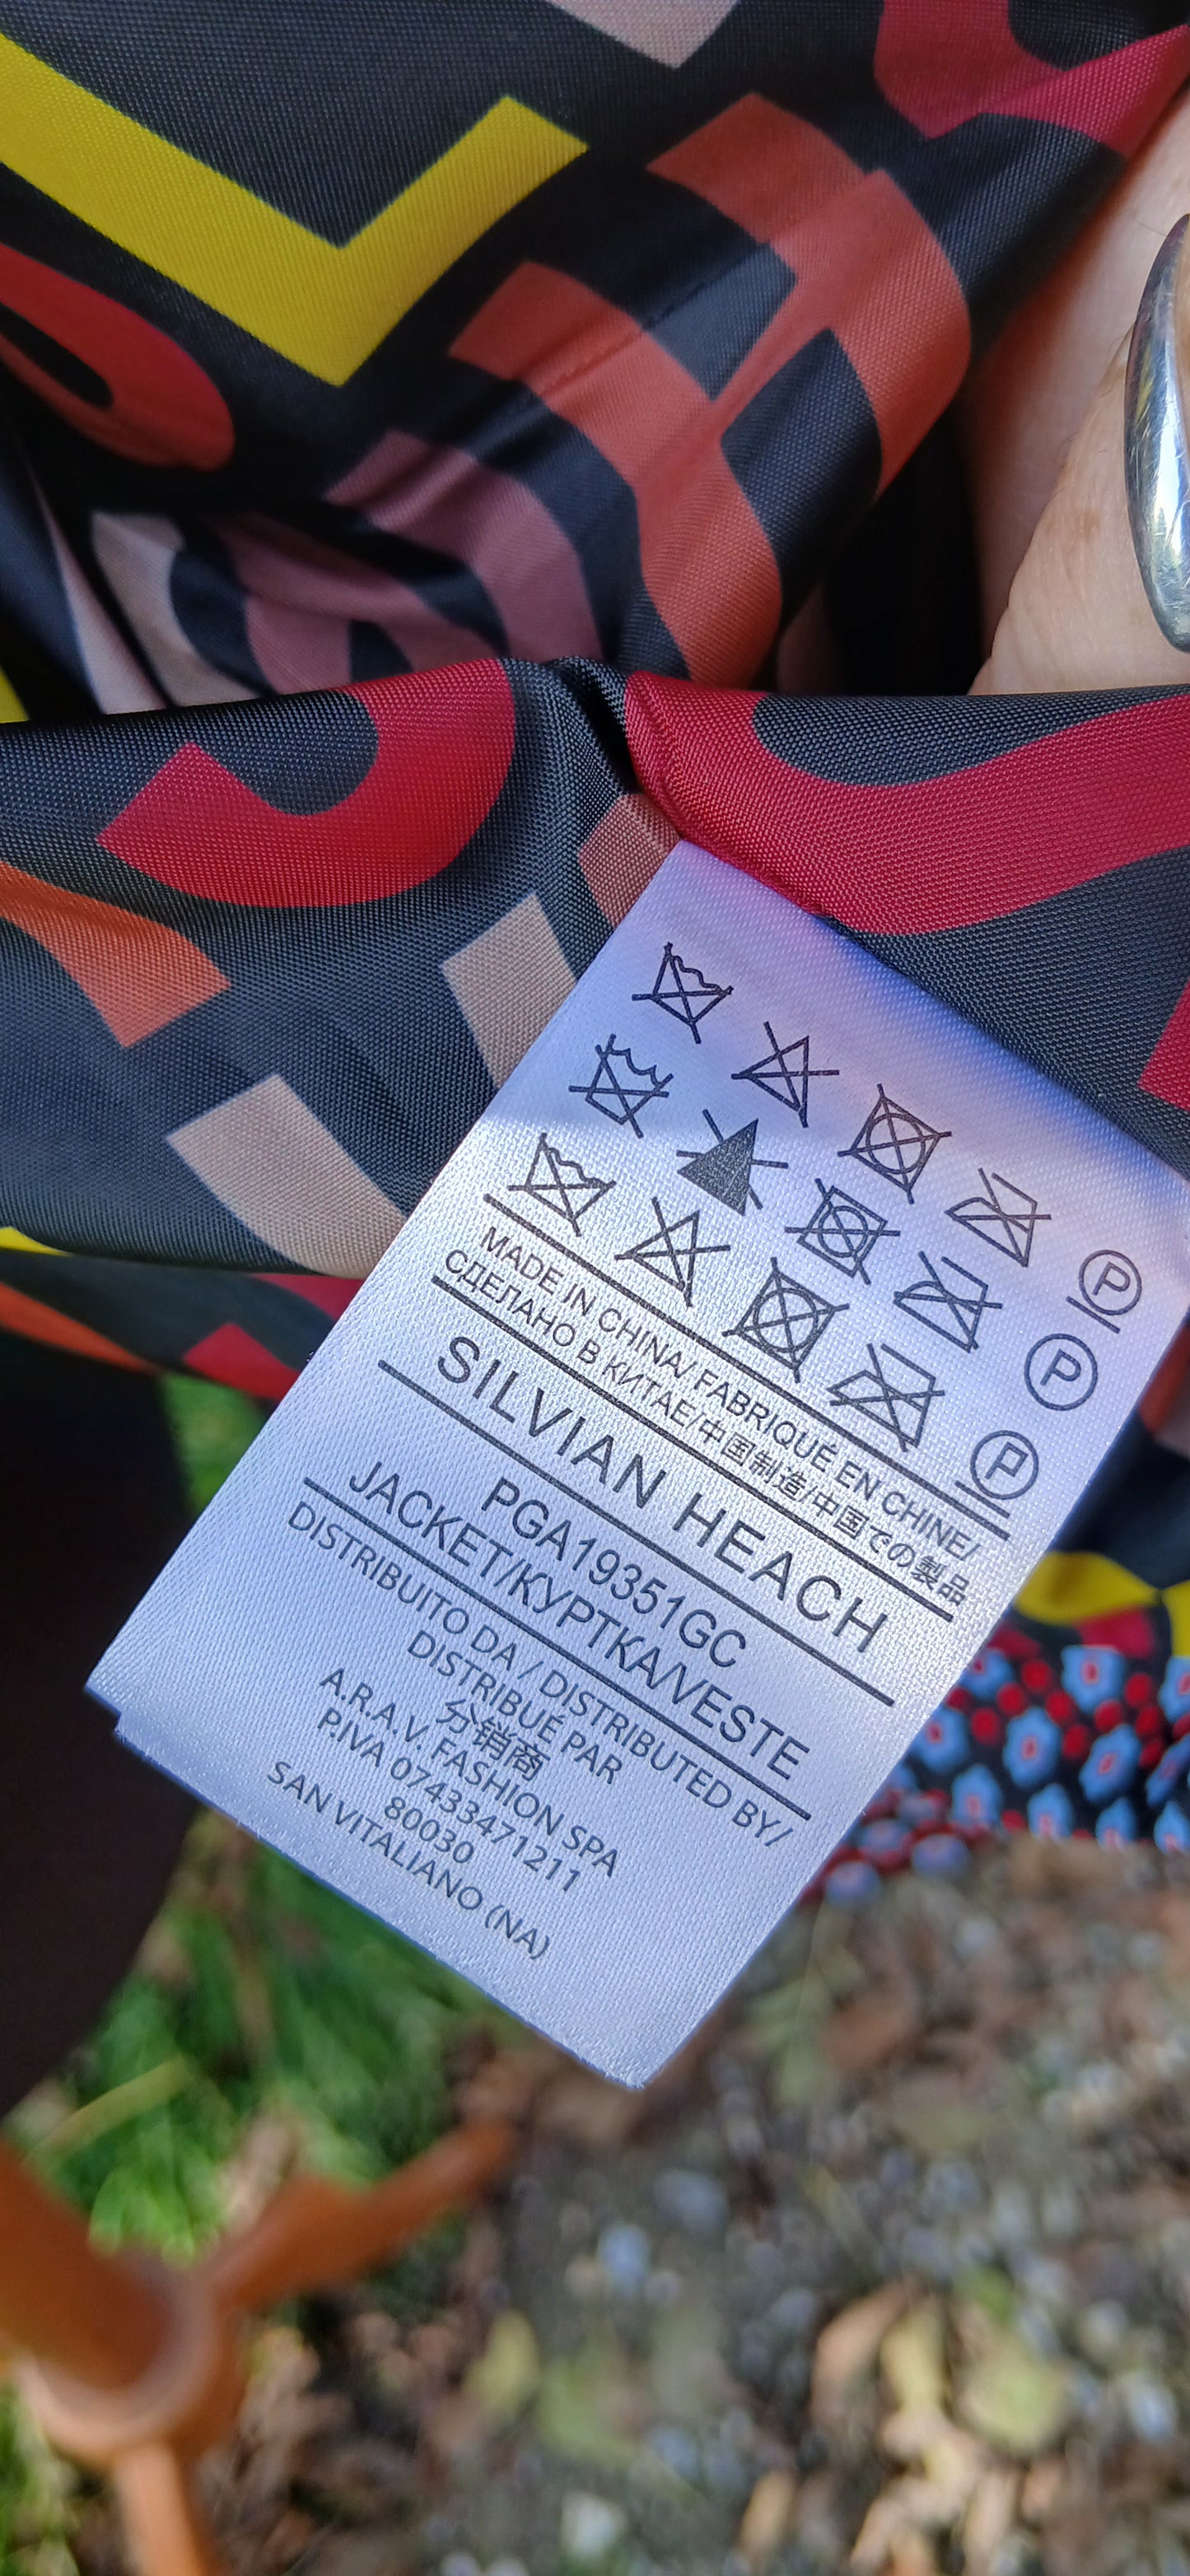 P
P
P
MADE IN CHINA/ FABRIQUÉ EN CHINE/
СДЕЛАНО В КИТАЕ/中国制造/中国での製品
SILVIAN HEACH
PGA19351GC
JACKET/КУРТКА/VESTE
DISTRIBUITO DA / DISTRIBUTED BY/
DISTRIBUÉ PAR
分销商
A.R.A.V. FASHION SPA
P.IVA 07433471211
80030
SAN VITALIANO (NA)